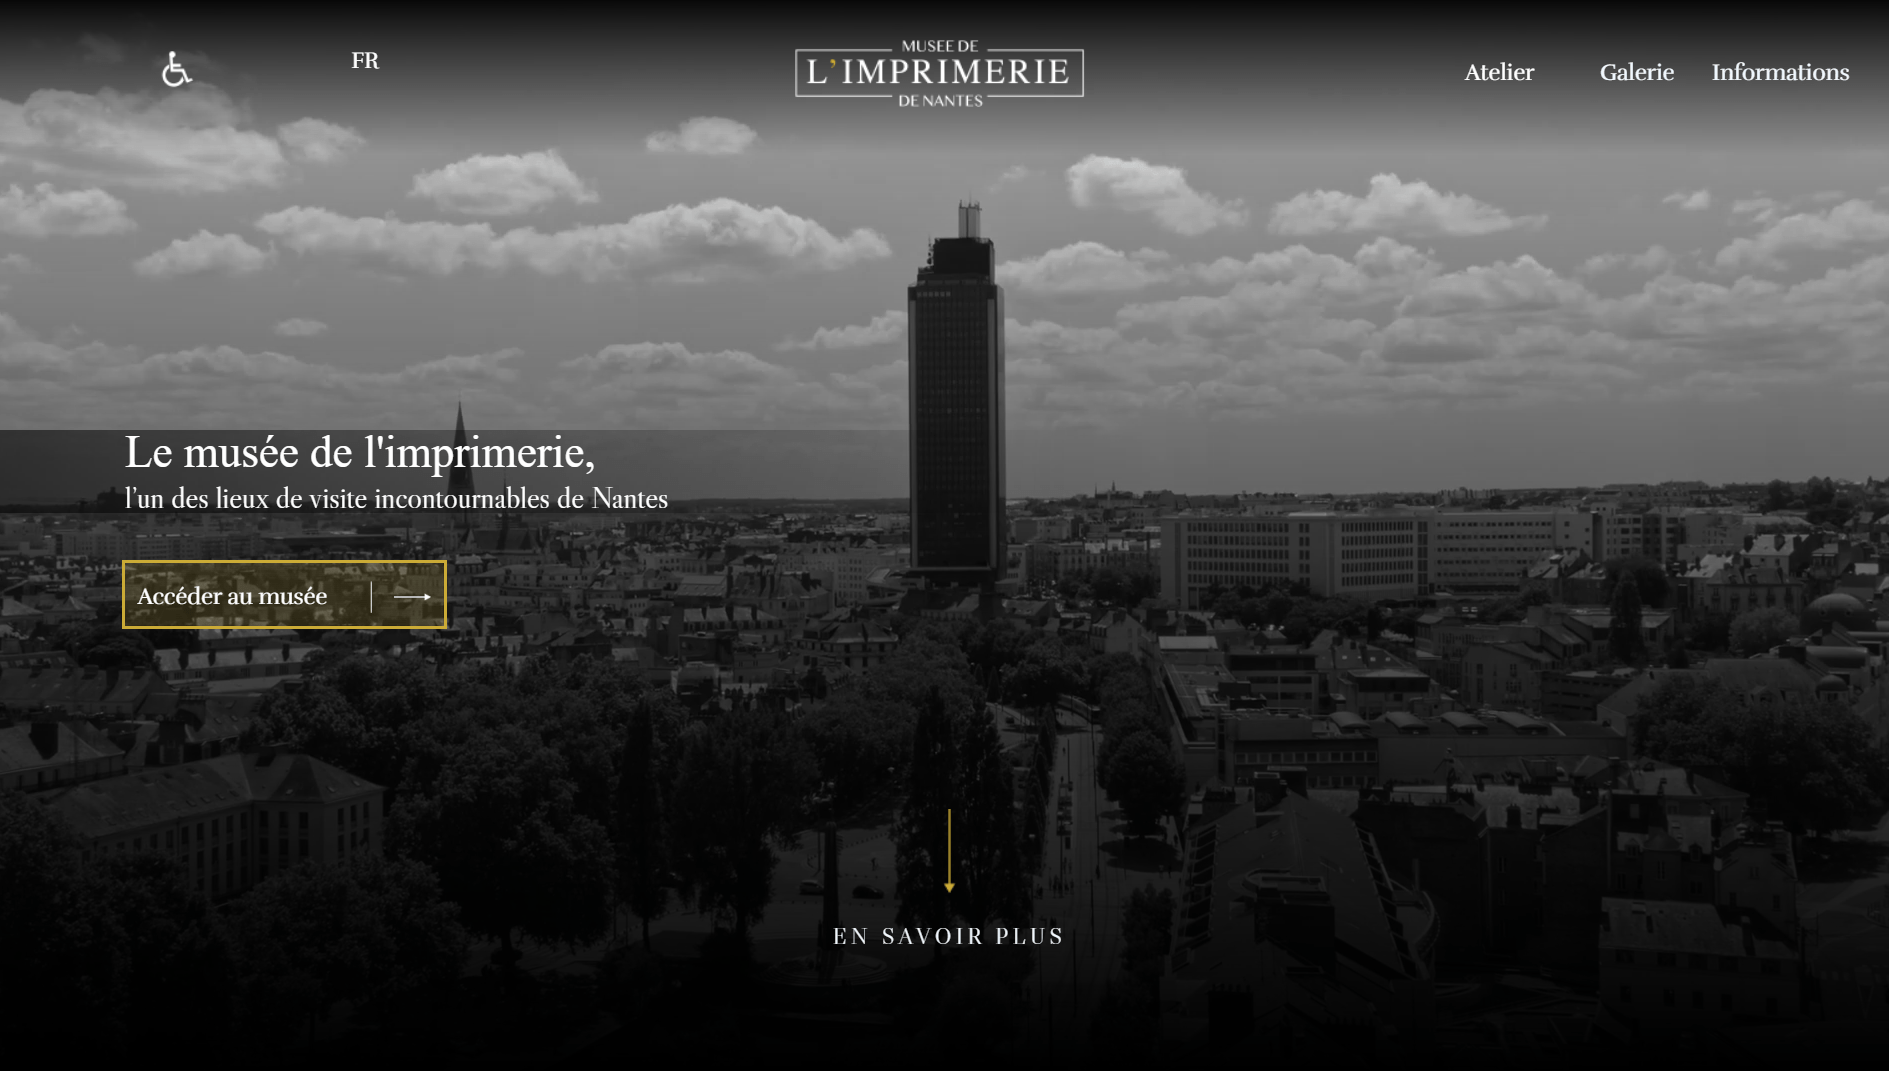 FR
MUSEE DE
L'IMPRIMERIE
DE NANTES
Atelier
Galerie
Informations
Le musée de l'imprimerie,
l'un des lieux de visite incontournables de Nantes
Accéder au musée
EN SAVOIR PLUS